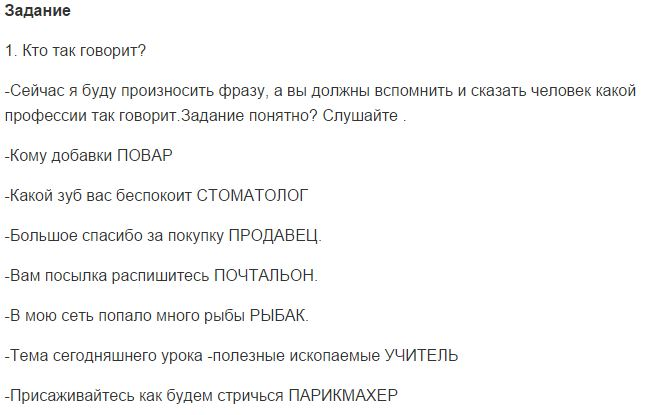 Задание
1. Кто так говорит?
-Сейчас я буду произносить фразу, а вы должны вспомнить и сказать человек какой
профессии так говорит.Задание понятно? Слушайте .
-Кому добавки ПОВАР
-Какой зуб вас беспокоит СТОМАТОЛОГ
-Большое спасибо за покупку ПРОДАВЕЦ.
-Вам посылка распишитесь ПОЧТАЛЬОН.
-В мою сеть попало много рыбы РЫБАК.
-Тема сегодняшнего урока -полезные ископаемые УЧИТЕЛЬ
-Присаживайтесь как будем стричься ПАРИКМАХЕР